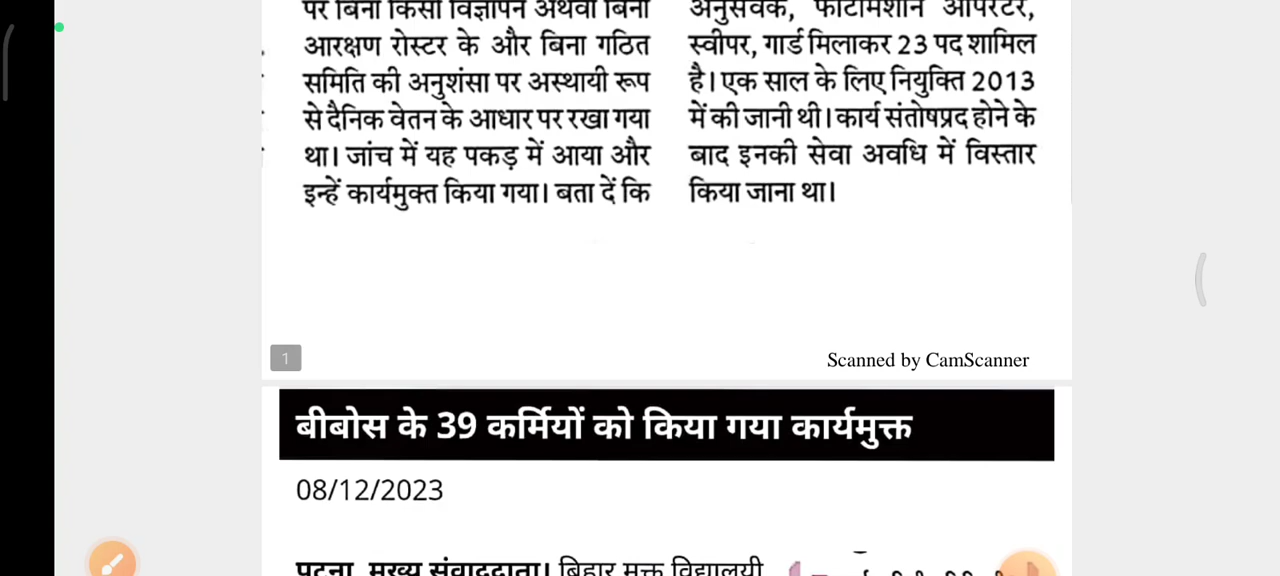 पर बिना किसी विज्ञापन अथवा बिना
आरक्षण रोस्टर के और बिना गठित
समिति की अनुशंसा पर अस्थायी रूप
से दैनिक वेतन के आधार पर रखा गया
था। जांच में यह पकड़ में आया और
इन्हें कार्यमुक्त किया गया। बता दें कि
अनुसेवक, फोटोमशीन ऑपरेटर,
स्वीपर, गार्ड मिलाकर 23 पद शामिल
है। एक साल के लिए नियुक्ति 2013
में की जानी थी। कार्य संतोषप्रद होने के
बाद इनकी सेवा अवधि में विस्तार
किया जाना था।
1
Scanned by CamScanner
बीबोस के 39 कर्मियों को किया गया कार्यमुक्त
08/12/2023
पटना, मुख्य संवाददाता। बिहार मुक्त विद्यालयी